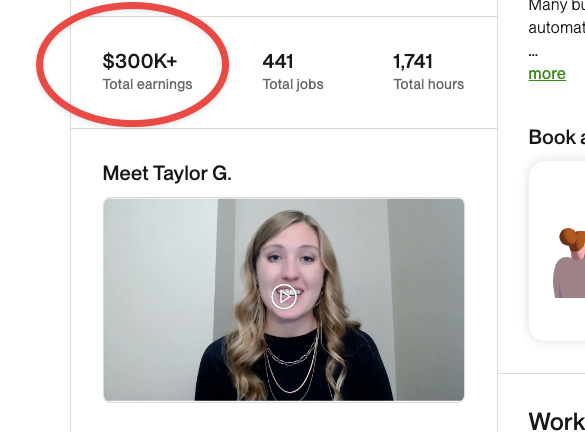 $300K+
Total earnings
441
Total jobs
1,741
Total hours
Meet Taylor G.
Many bu
automat
...
more
Book a
Work